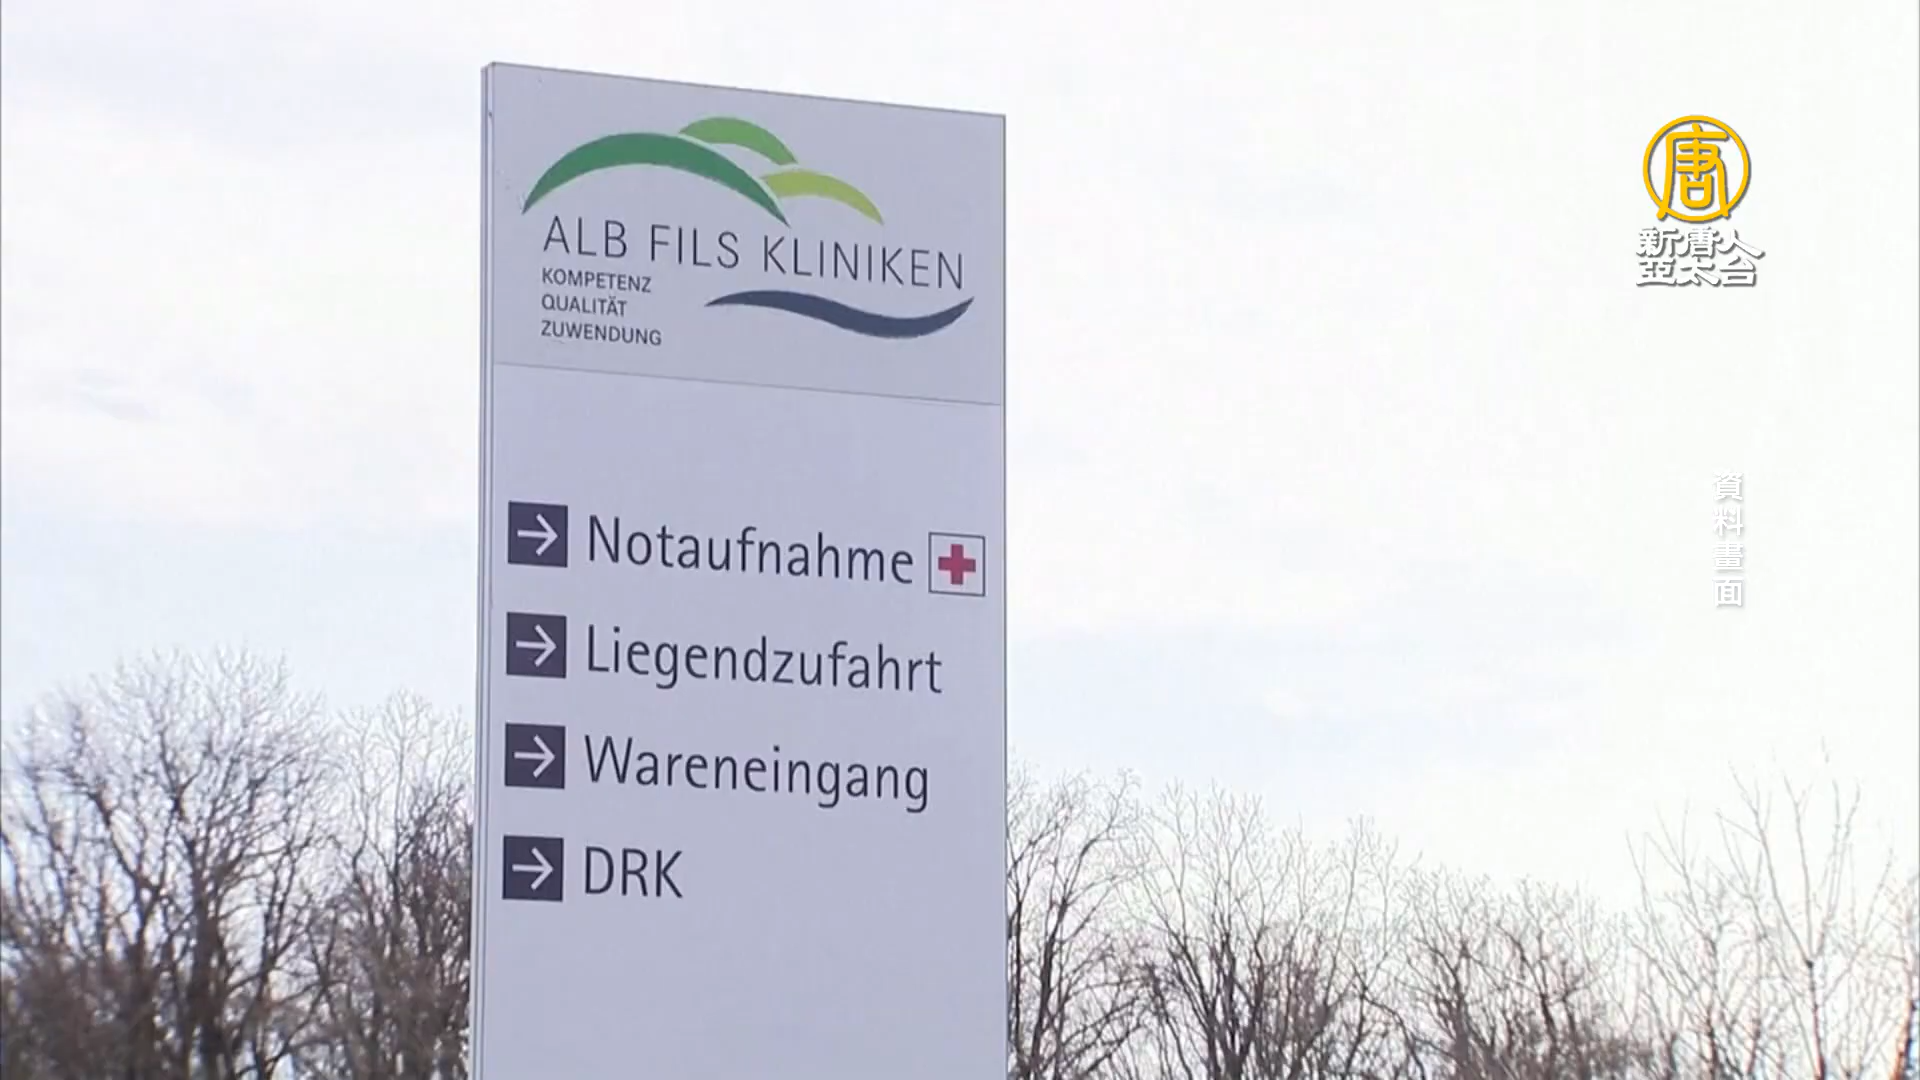 ALB FILS KLINIKEN
KOMPETENZ
QUALITÄT
ZUWENDUNG
Notaufnahme
Liegendzufahrt
Wareneingang
DRK
唐
新唐人
亞太台
資料畫面